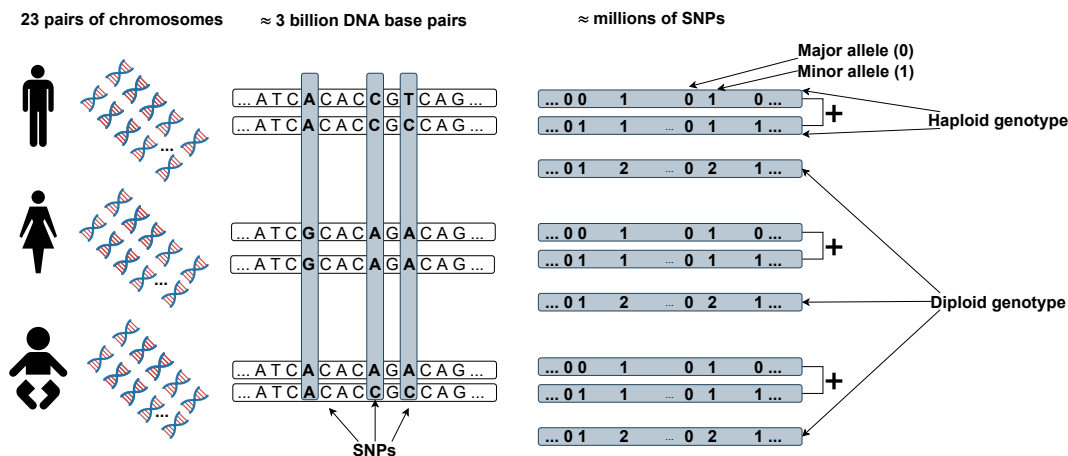 23 pairs of chromosomes
≈ 3 billion DNA base pairs
≈ millions of SNPs
Major allele (0)
Minor allele (1)
... A T C A C A C C G T C A G ...
... A T C A C A C C G C C A G ...
... 0 0 1 0 1 0 ...
... 0 1 1 ... 0 1 1 ...
+
Haploid genotype
...
... 0 1 2 ... 0 2 1 ...
... A T C G C A C A G A C A G ...
... A T C G C A C A G A C A G ...
... 0 0 1 ... 0 1 0 ...
... 0 1 1 ... 0 1 1 ...
+
...
... 0 1 2 ... 0 2 1 ...
Diploid genotype
... A T C A C A C A G A C A G ...
... A T C A C A C C G C C A G ...
... 0 0 1 ... 0 1 0 ...
... 0 1 1 ... 0 1 1 ...
+
...
... 0 1 2 ... 0 2 1 ...
SNPs